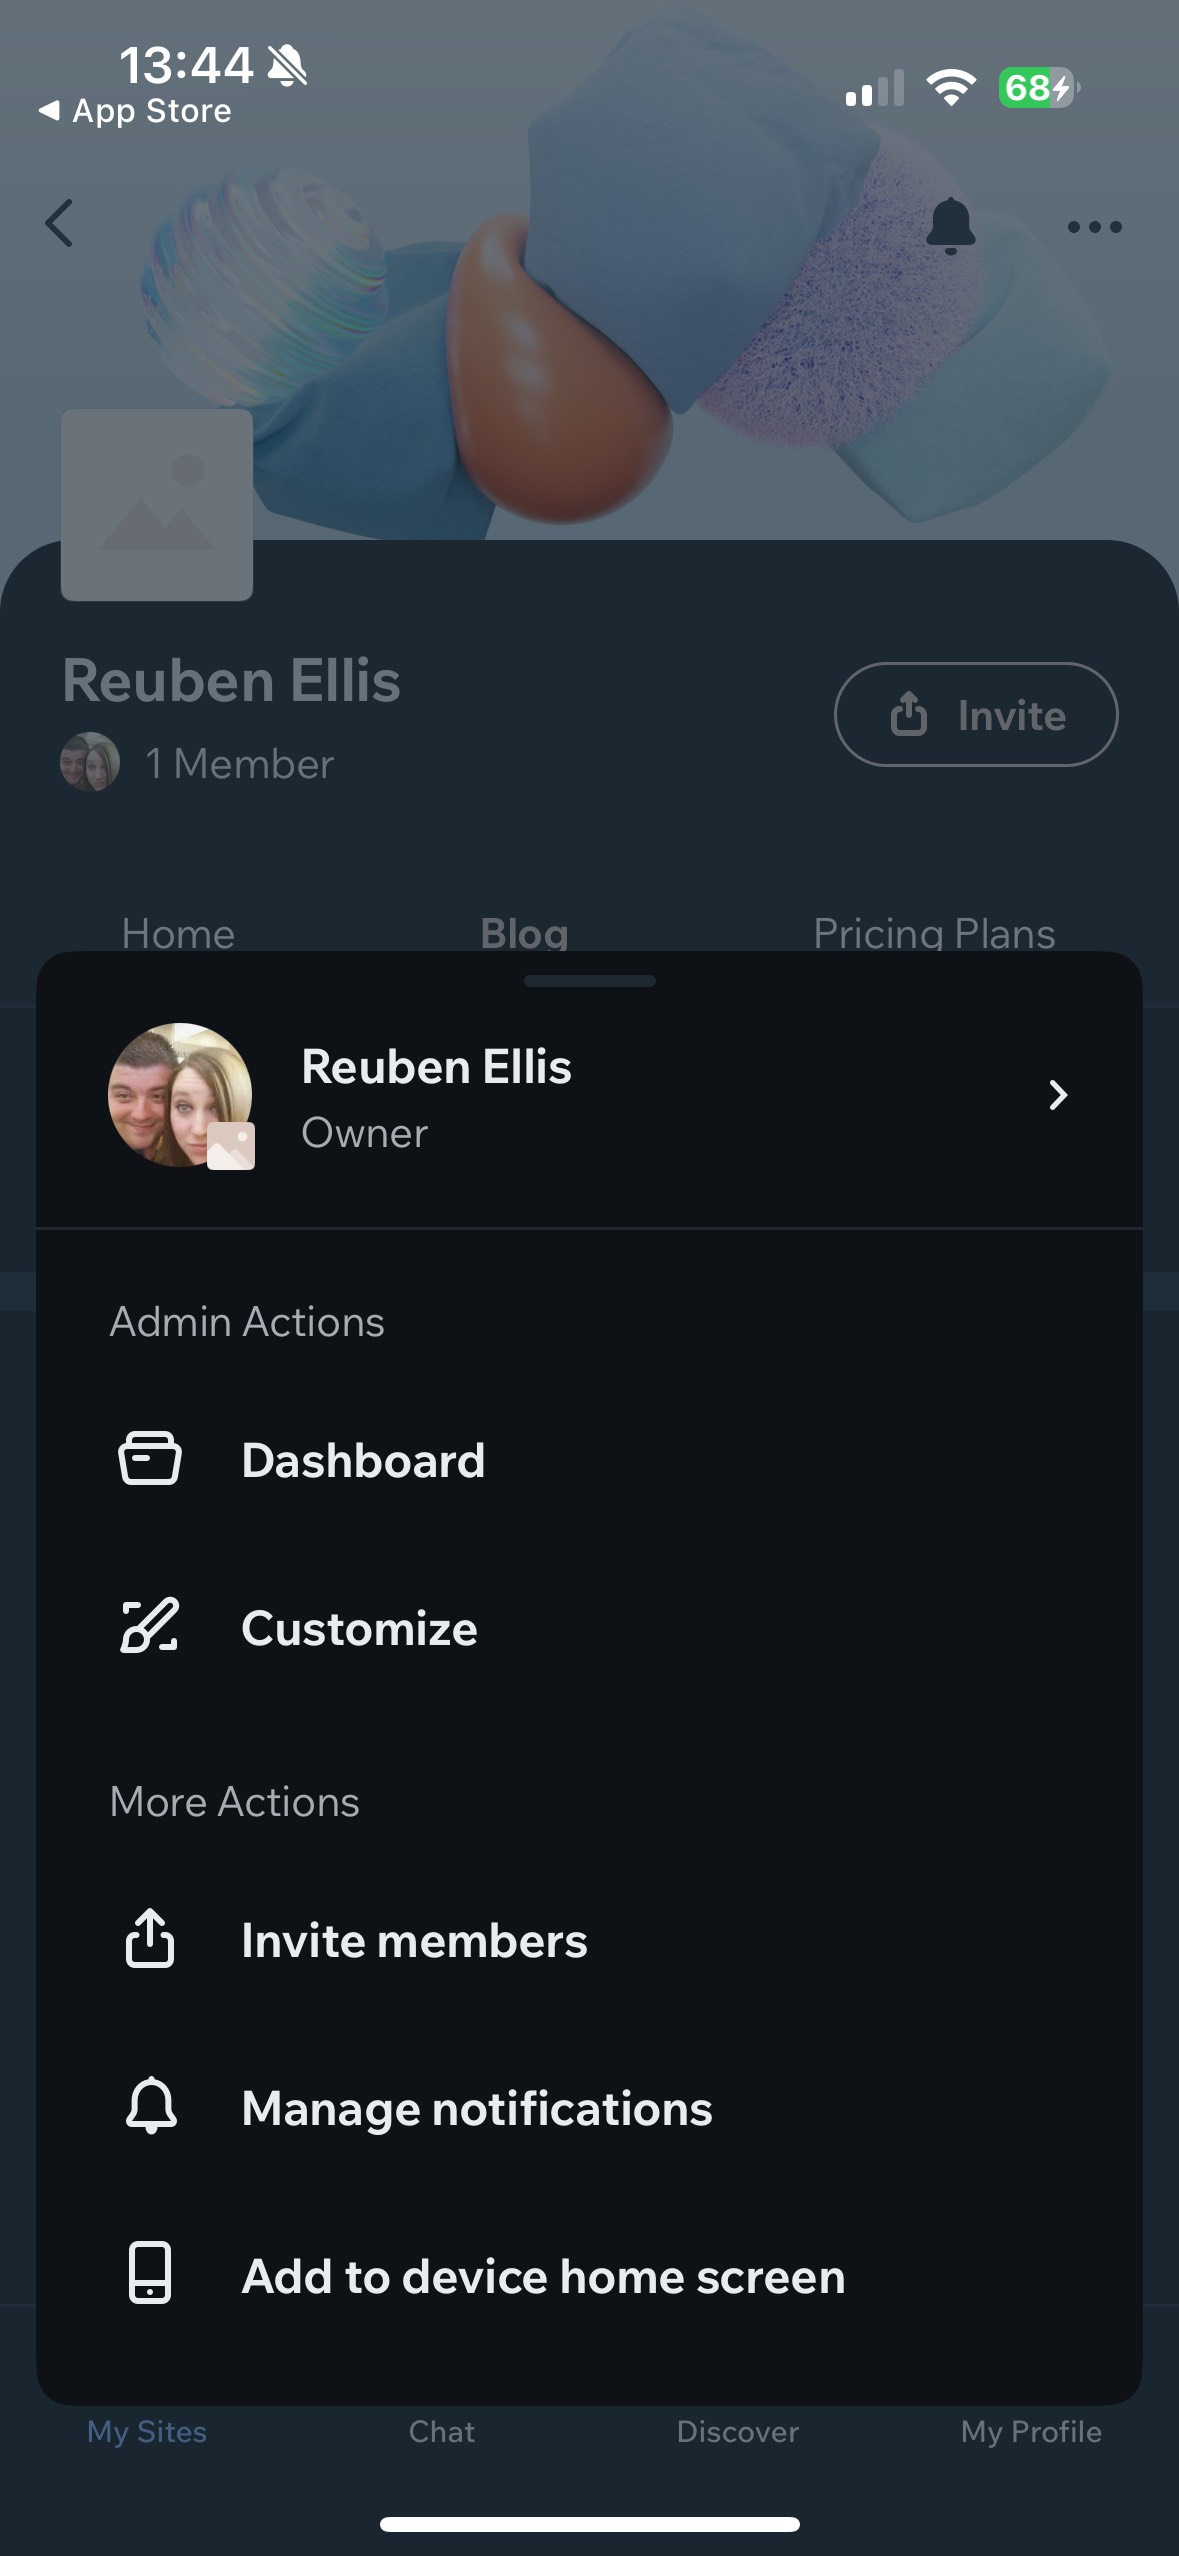 13:44
App Store
68
Reuben Ellis
Invite
1 Member
Home
Blog
Pricing Plans
Reuben Ellis
Owner
Admin Actions
Dashboard
Customize
More Actions
Invite members
Manage notifications
Add to device home screen
My Sites
Chat
Discover
My Profile